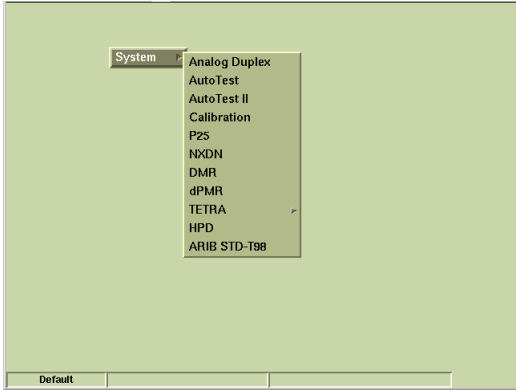 System
Analog Duplex
AutoTest
AutoTest II
Calibration
P25
NXDN
DMR
dPMR
TETRA
HPD
ARIB STD-T98
Default